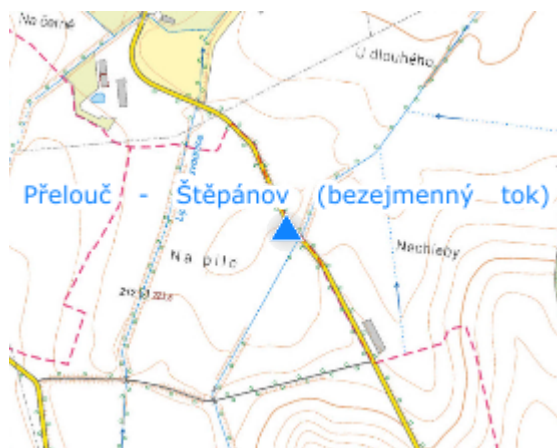 Na černé
U dlouhého
Přelouč - Štěpánov (bezejmenný tok)
Na pilc
Nachleby